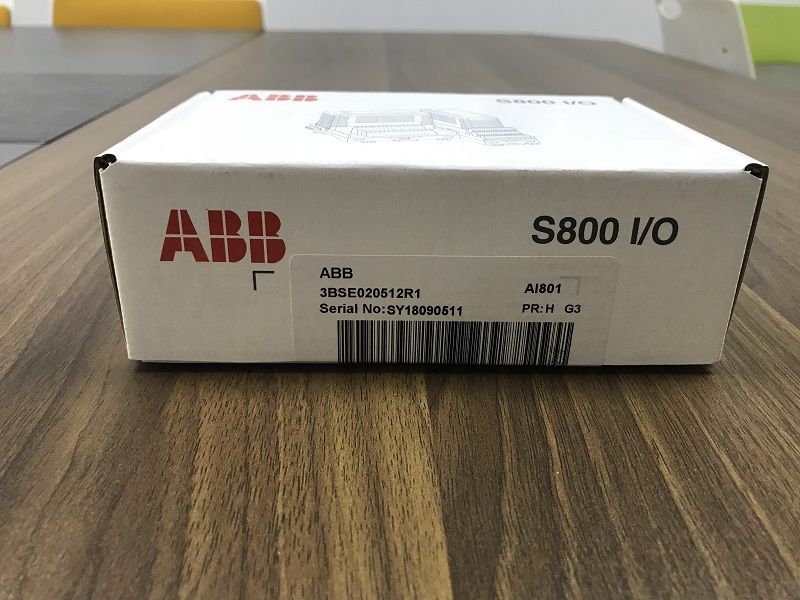 ABB S800 I/O
ABB S800 I/O
ABB
3BSE020512R1 AI801
Serial No:SY18090511 PR:H G3